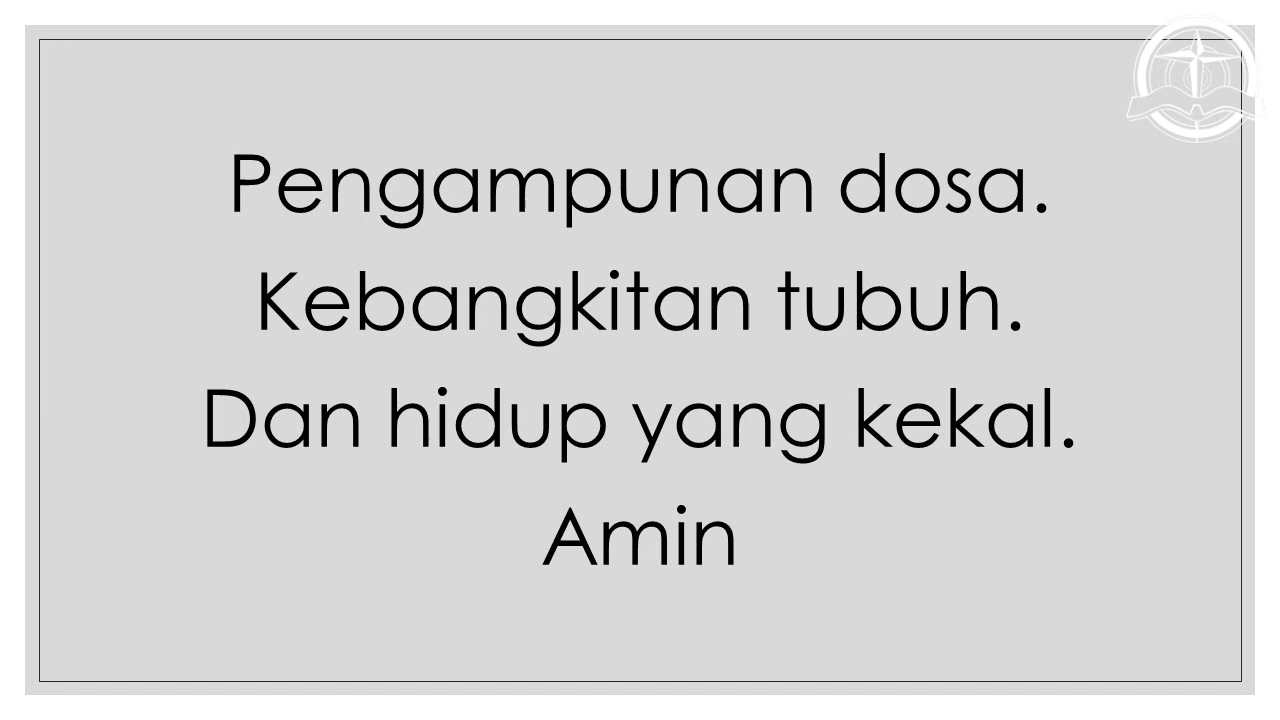 Pengampunan dosa.
Kebangkitan tubuh.
Dan hidup yang kekal.
Amin